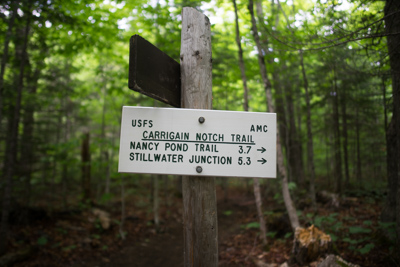 USFS AMC
CARRIGAIN NOTCH TRAIL
NANCY POND TRAIL 3.7 →
STILLWATER JUNCTION 5.3 →